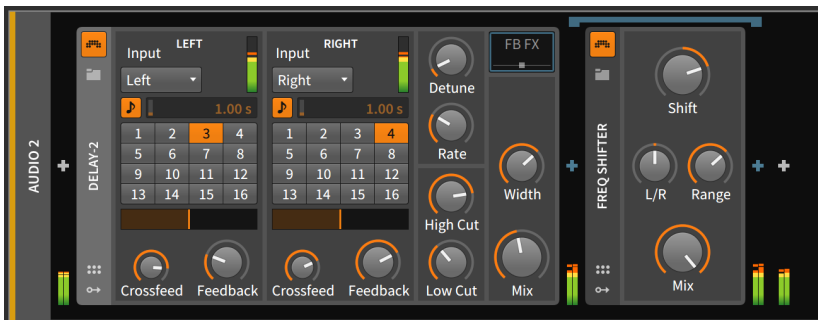 AUDIO 2
DELAY-2
LEFT
Input
Left
1.00 s
1 2 3 4
5 6 7 8
9 10 11 12
13 14 15 16
Crossfeed Feedback
RIGHT
Input
Right
1.00 s
1 2 3 4
5 6 7 8
9 10 11 12
13 14 15 16
Crossfeed Feedback
Detune
Rate
High Cut
Low Cut
FB FX
Width
Mix
FREQ SHIFTER
Shift
L/R Range
Mix